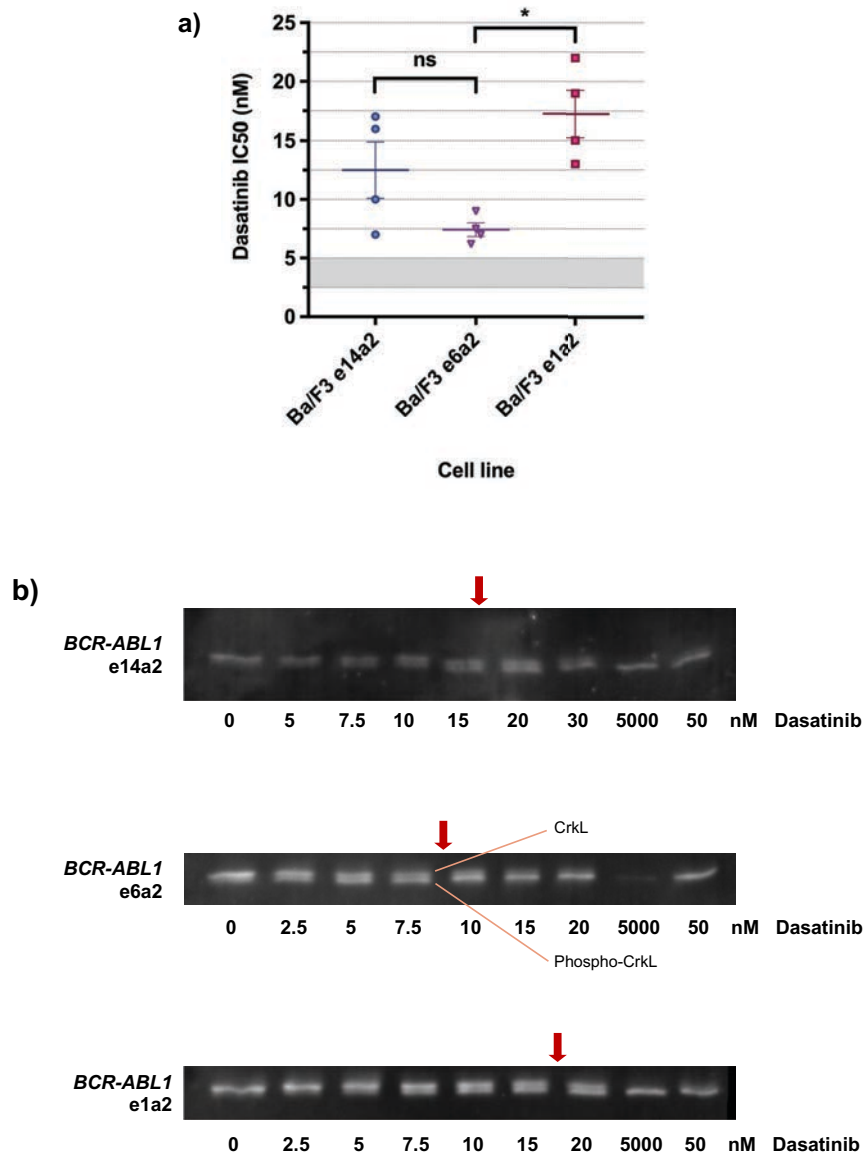 a)
25
20
15
10
5
0
Dasatinib IC50 (nM)
ns
*
Ba/F3 e14a2
Ba/F3 e6a2
Ba/F3 e1a2
Cell line
b)
BCR-ABL1
e14a2
0 5 7.5 10 15 20 30 5000 50 nM Dasatinib
CrkL
BCR-ABL1
e6a2
0 2.5 5 7.5 10 15 20 5000 50 nM Dasatinib
Phospho-CrkL
BCR-ABL1
e1a2
0 2.5 5 7.5 10 15 20 5000 50 nM Dasatinib